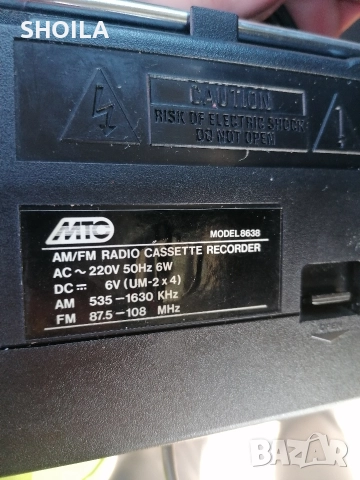 SHOILA
CAUTION
RISK OF ELECTRIC SHOCK
DO NOT OPEN
MTC
MODEL 8638
AM/FM RADIO CASSETTE RECORDER
AC ~ 220V 50Hz 6W
DC ⎓ 6V (UM-2 x 4)
AM 535-1630 KHz
FM 87.5-108 MHz
BAZAR